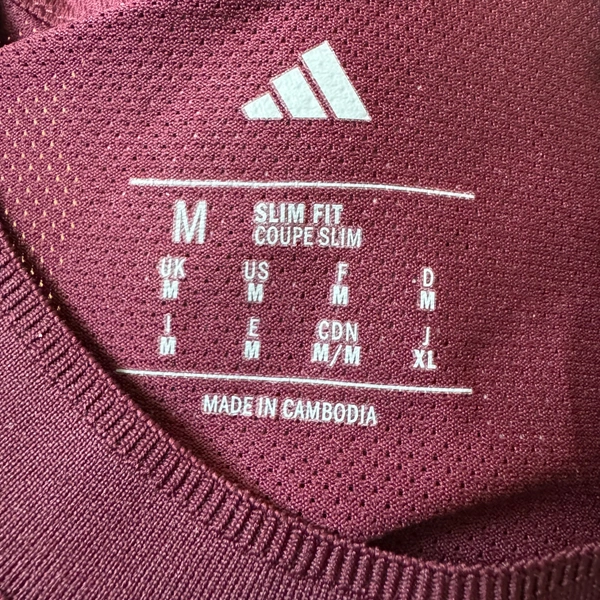 M SLIM FIT
COUPE SLIM
UK US F D
M M M M
I E CDN J
M M M/M XL
MADE IN CAMBODIA